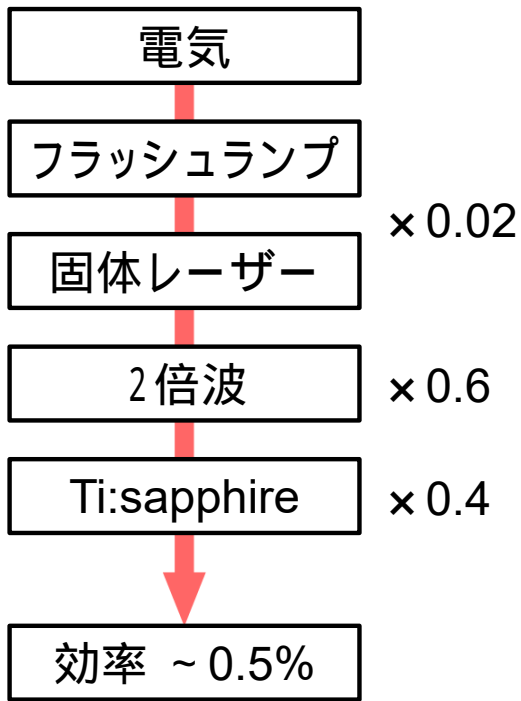 電気
フラッシュランプ
× 0.02
固体レーザー
2倍波
× 0.6
Ti:sapphire
× 0.4
効率 ~ 0.5%